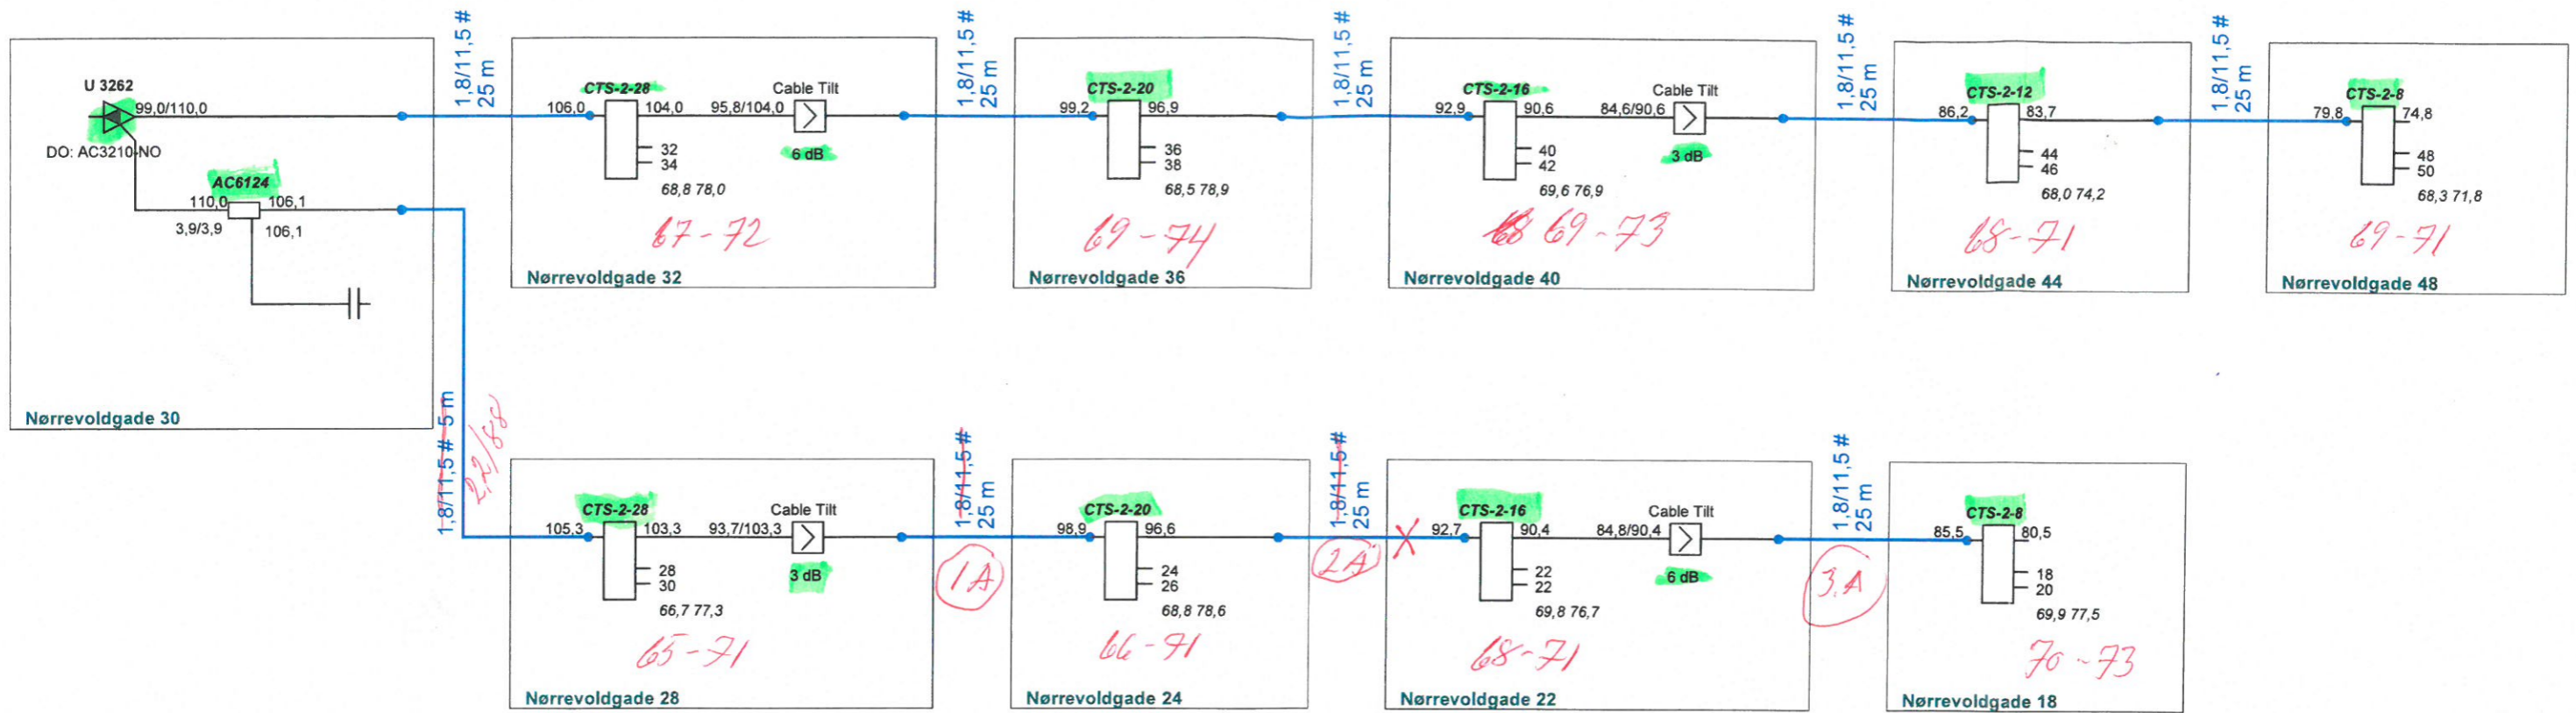 1,8/11,5 #
25 m
1,8/11,5 #
25 m
1,8/11,5 #
25 m
1,8/11,5 #
25 m
1,8/11,5 #
25 m
U 3262
99,0/110,0
DO: AC3210-NO
AC6124
110,0
106,1
3,9/3,9
106,1
Nørrevoldgade 30
CTS-2-28
106,0
104,0
95,8/104,0
Cable Tilt
6 dB
32
34
68,8 78,0
67-72
Nørrevoldgade 32
CTS-2-20
99,2
96,9
36
38
68,5 78,9
69-74
Nørrevoldgade 36
CTS-2-16
92,9
90,6
84,6/90,6
Cable Tilt
3 dB
40
42
69,6 76,9
69-73
Nørrevoldgade 40
CTS-2-12
86,2
83,7
44
46
68,0 74,2
68-71
Nørrevoldgade 44
CTS-2-8
79,8
74,8
48
50
68,3 71,8
69-71
Nørrevoldgade 48
1,8/11,5 # 5 m
2,2/88
1,8/11,5 #
25 m
1A
1,8/11,5 #
25 m
2A
X
1,8/11,5 #
25 m
3.A
CTS-2-28
105,3
103,3
93,7/103,3
Cable Tilt
3 dB
28
30
66,7 77,3
65-71
Nørrevoldgade 28
CTS-2-20
98,9
96,6
24
26
68,8 78,6
66-71
Nørrevoldgade 24
CTS-2-16
92,7
90,4
84,8/90,4
Cable Tilt
6 dB
22
22
69,8 76,7
68-71
Nørrevoldgade 22
CTS-2-8
85,5
80,5
18
20
69,9 77,5
70-73
Nørrevoldgade 18